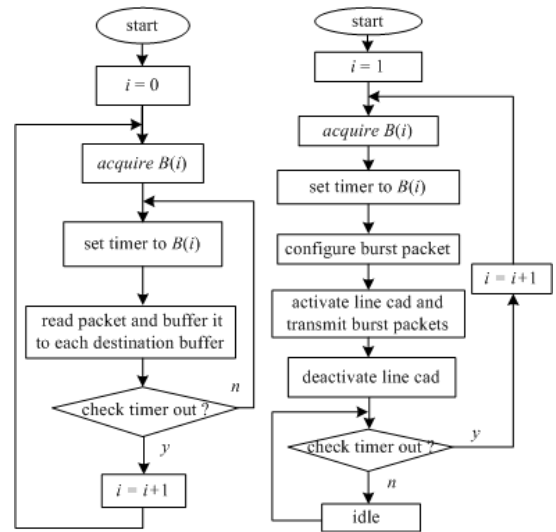 start
i = 0
acquire B(i)
set timer to B(i)
read packet and buffer it
to each destination buffer
check timer out ?
n
y
i = i+1
start
i = 1
acquire B(i)
set timer to B(i)
configure burst packet
activate line cad and
transmit burst packets
deactivate line cad
check timer out ?
y
n
idle
i = i+1